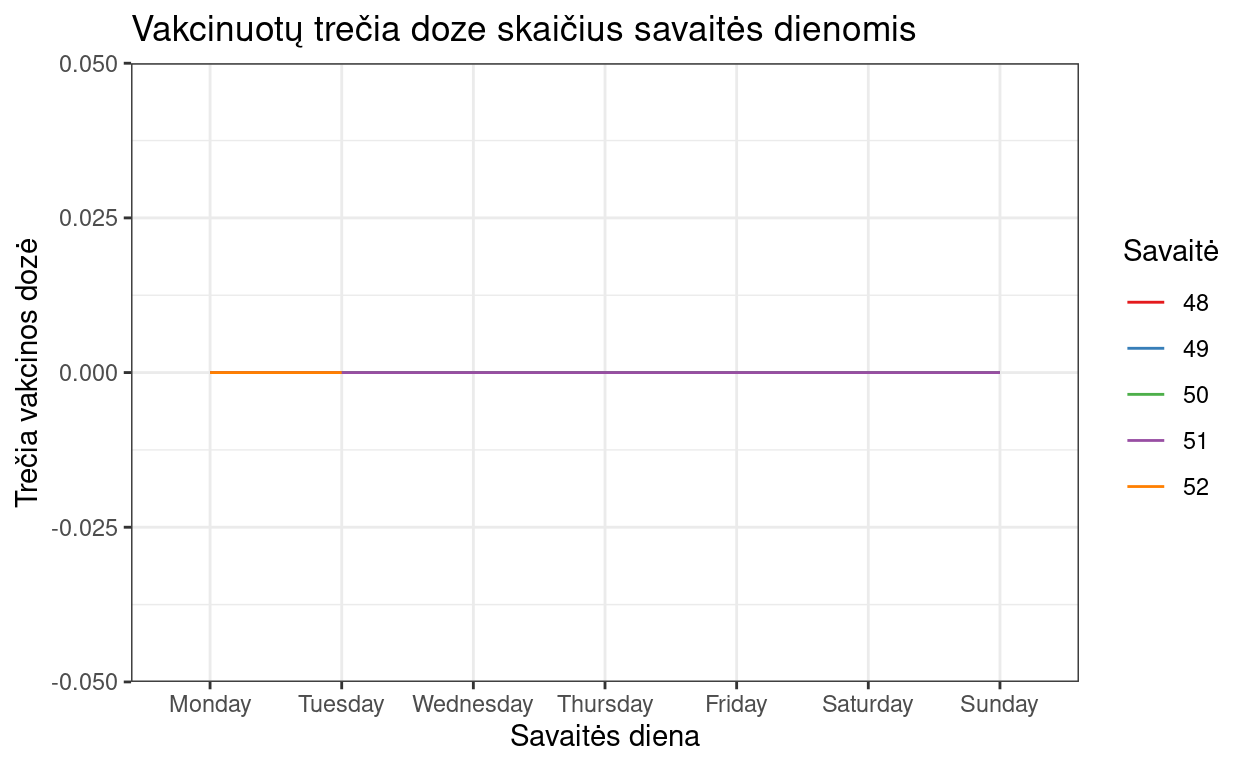 Vakcinuotų trečia doze skaičius savaitės dienomis
0.050
0.025
0.000
-0.025
-0.050
Trečia vakcinos dozė
Monday Tuesday Wednesday Thursday Friday Saturday Sunday
Savaitės diena
Savaitė
48
49
50
51
52